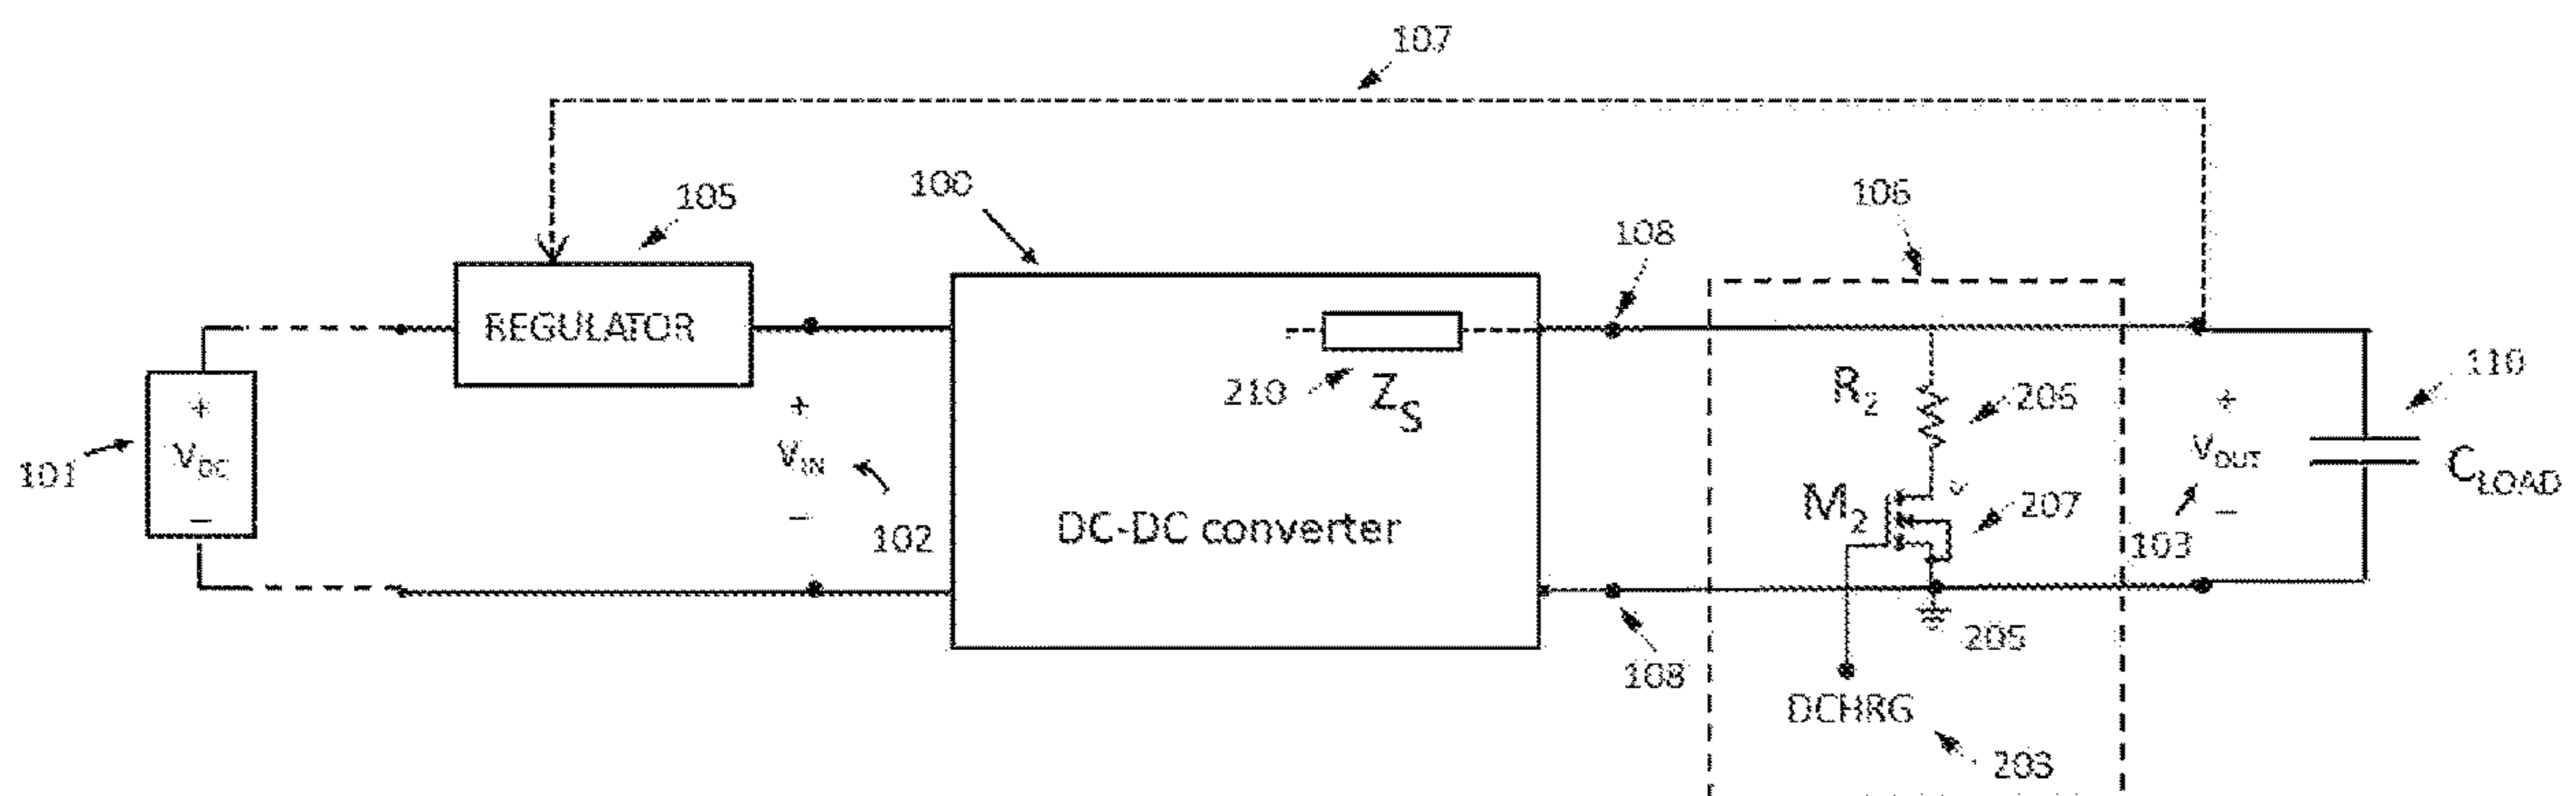 107
105
100
106
108
REGULATOR
110
210
Z_S
R_2
206
+
+
+
101
V_DC
V_IN
V_OUT
C_LOAD
M_2
207
−
−
−
102
DC-DC converter
103
205
108
DCHRG
203